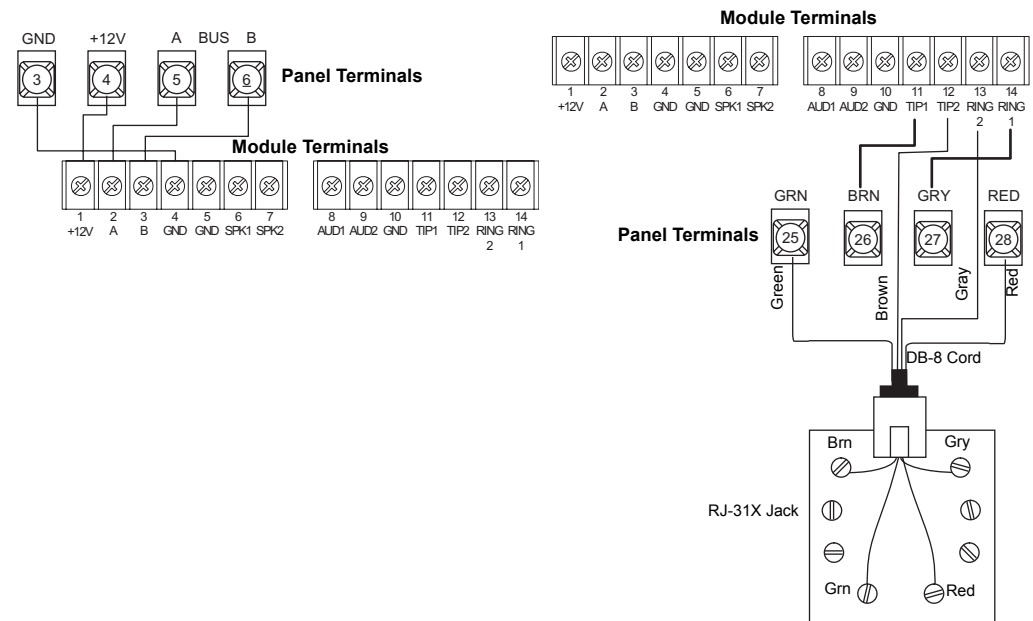 GND +12V A BUS B
3 4 5 6
Panel Terminals
Module Terminals
1 2 3 4 5 6 7 8 9 10 11 12 13 14
+12V A B GND GND SPK1 SPK2 AUD1 AUD2 GND TIP1 TIP2 RING RING
2 1
Module Terminals
1 2 3 4 5 6 7 8 9 10 11 12 13 14
+12V A B GND GND SPK1 SPK2 AUD1 AUD2 GND TIP1 TIP2 RING RING
2 1
GRN BRN GRY RED
Panel Terminals
25 26 27 28
Green
Brown
Gray
Red
DB-8 Cord
Brn Gry
RJ-31X Jack
Grn Red